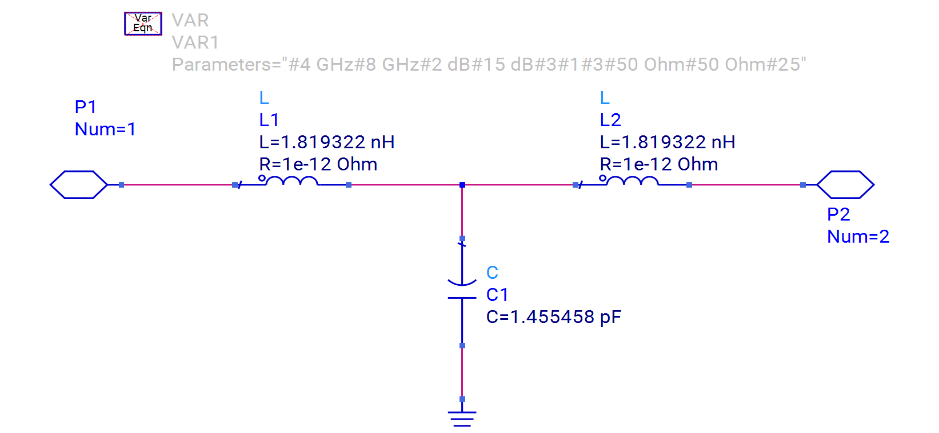 Var
Eqn
VAR
VAR1
Parameters="#4 GHz#8 GHz#2 dB#15 dB#3#1#3#50 Ohm#50 Ohm#25"
P1
Num=1
L
L1
L=1.819322 nH
R=1e-12 Ohm
L
L2
L=1.819322 nH
R=1e-12 Ohm
P2
Num=2
C
C1
C=1.455458 pF